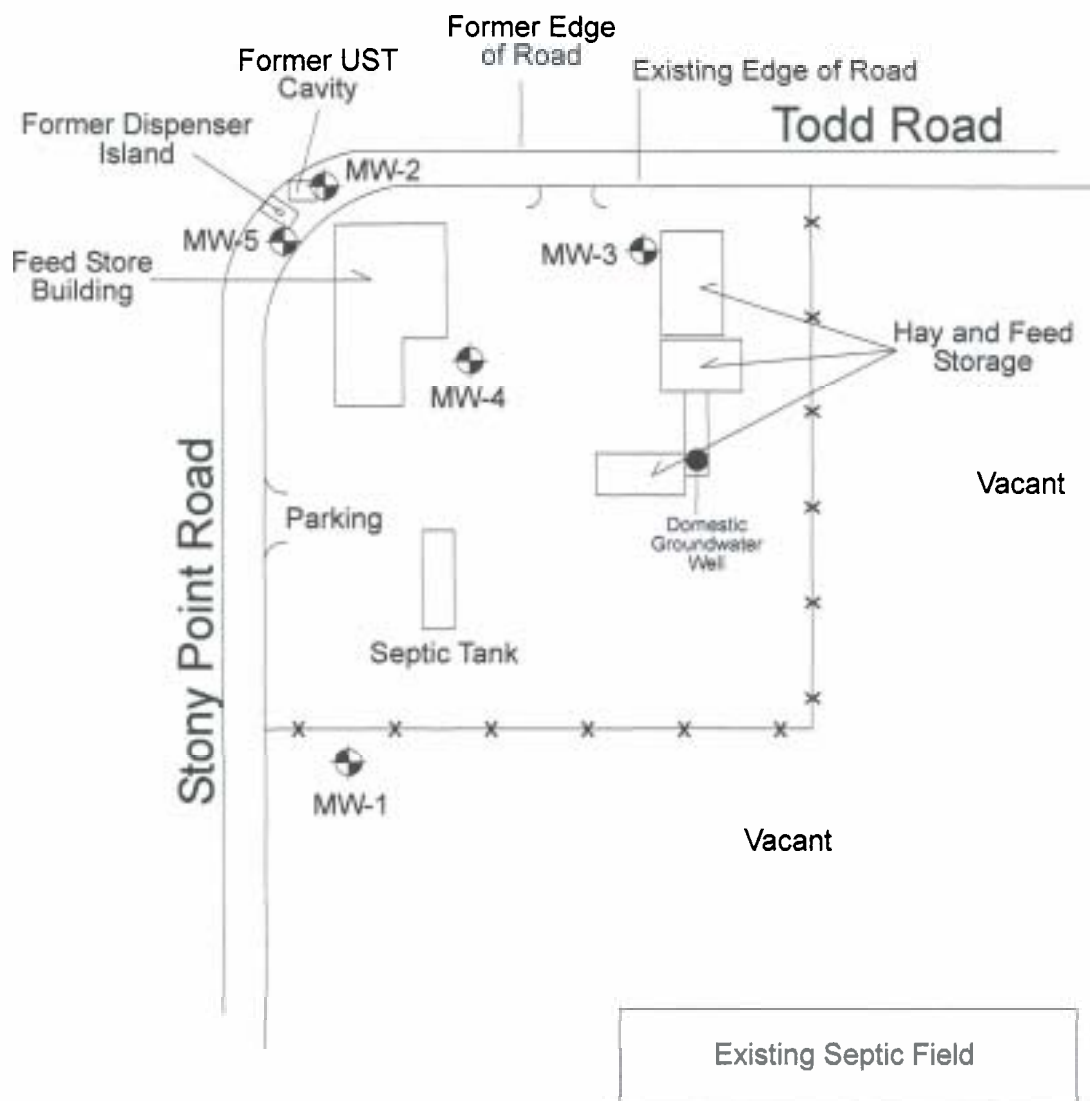 Former Edge
of Road
Former UST
Cavity
Existing Edge of Road
Todd Road
Former Dispenser
Island
MW-2
MW-5
MW-3
Feed Store
Building
Hay and Feed
Storage
MW-4
Stony Point Road
Vacant
Parking
Domestic
Groundwater
Well
Septic Tank
MW-1
Vacant
Existing Septic Field